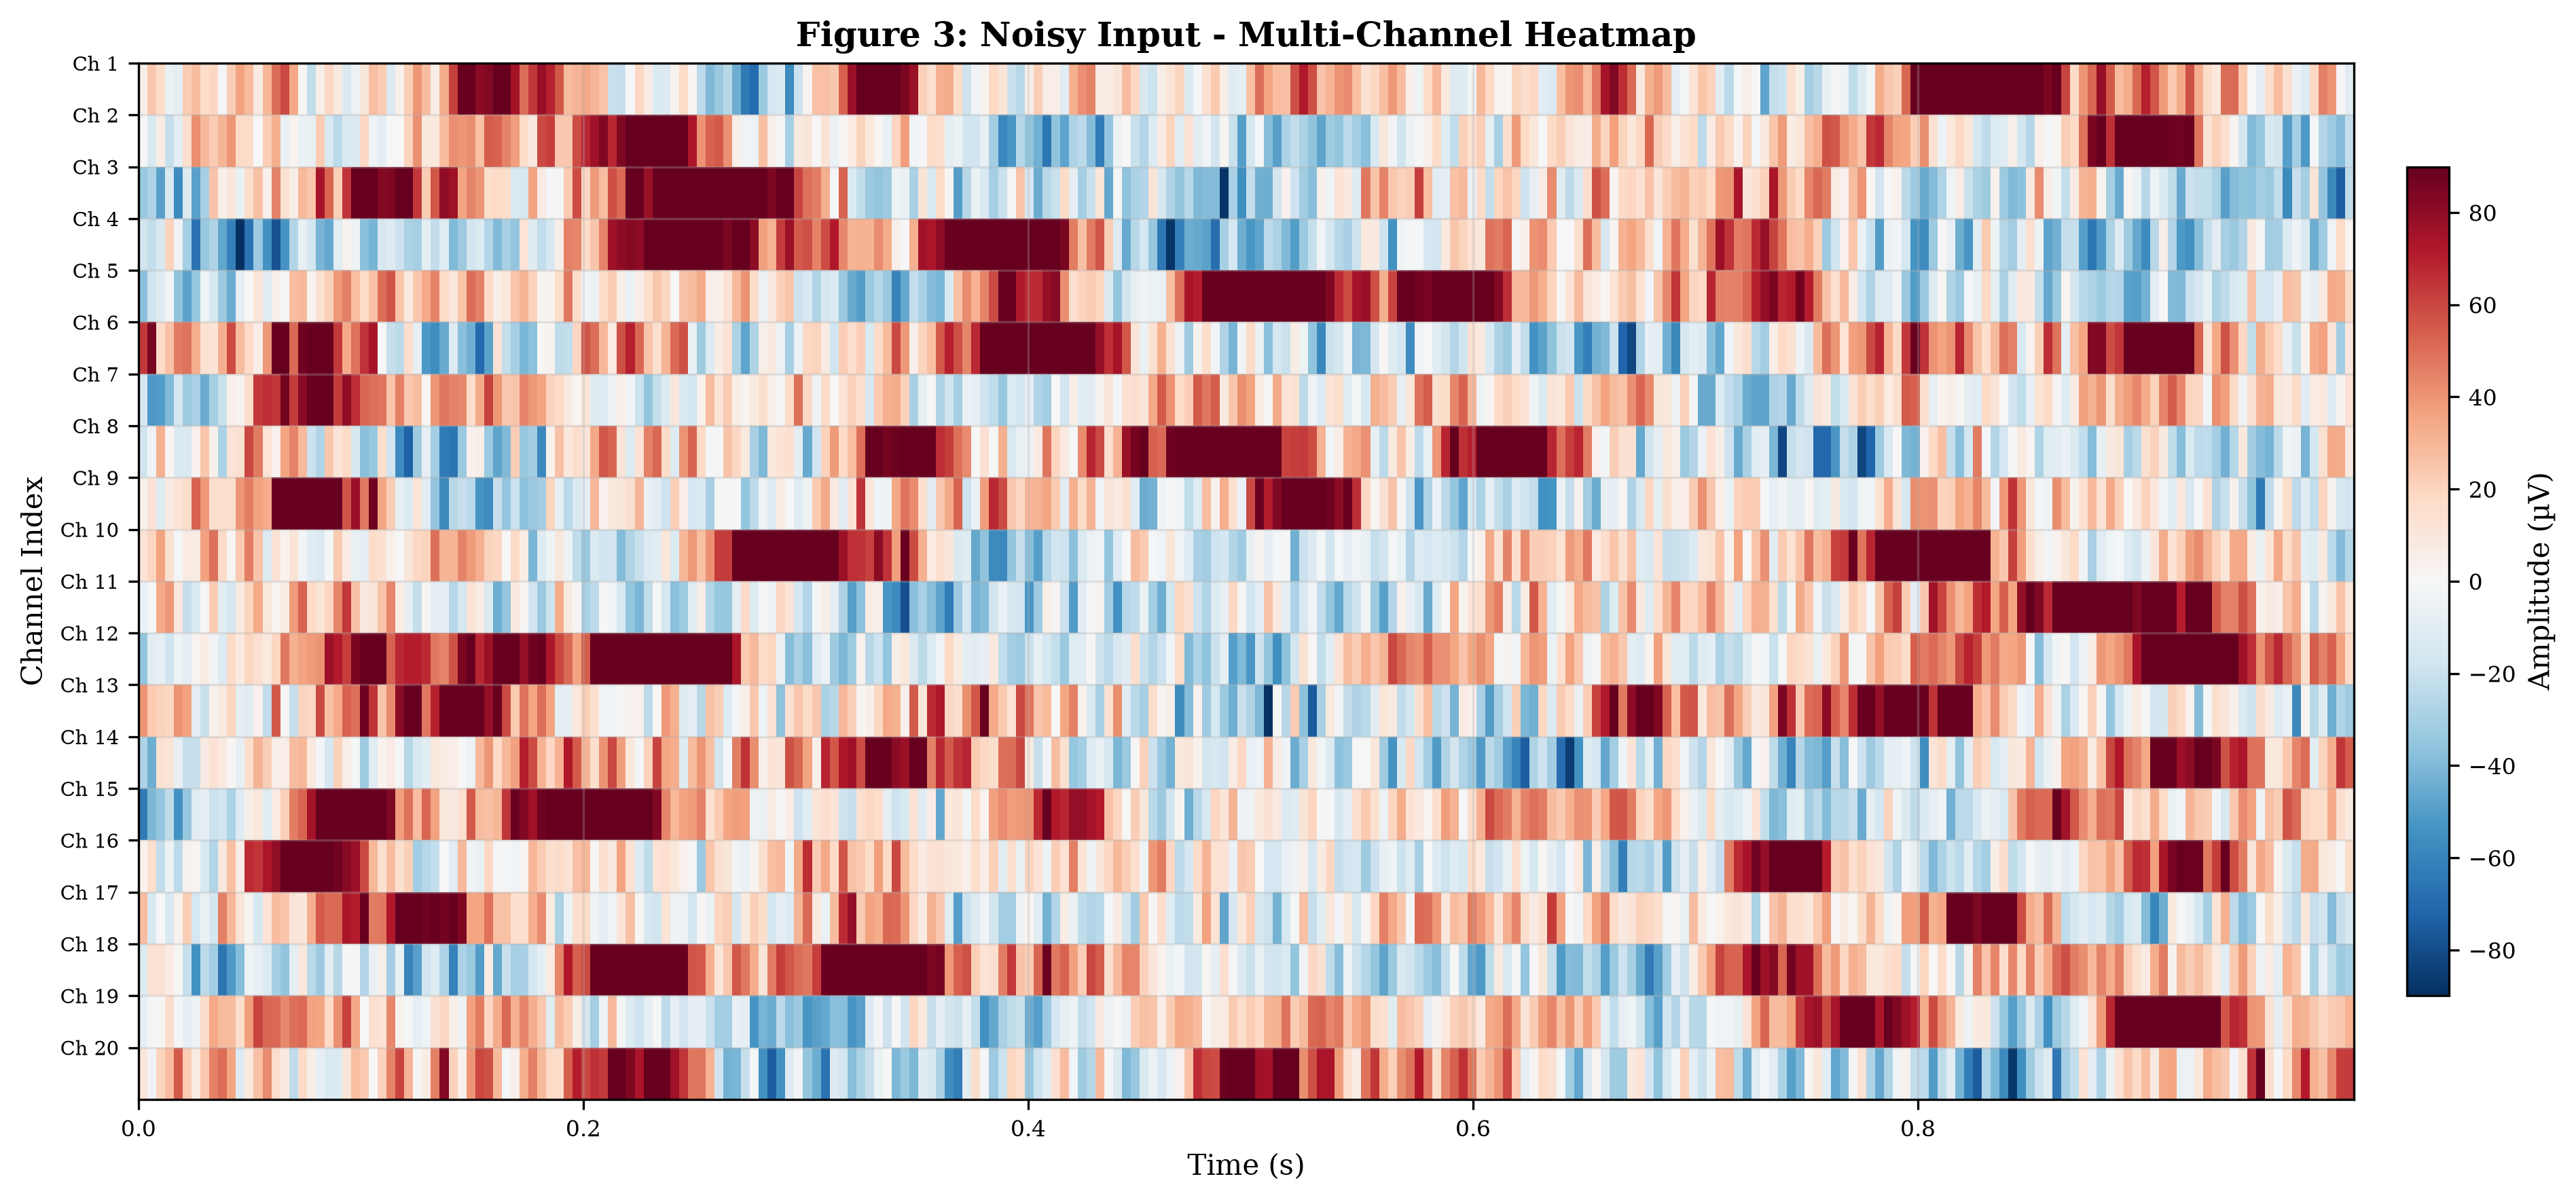 Figure 3: Noisy Input - Multi-Channel Heatmap
Ch 1
Ch 2
Ch 3
Ch 4
Ch 5
Ch 6
Ch 7
Ch 8
Ch 9
Ch 10
Ch 11
Ch 12
Ch 13
Ch 14
Ch 15
Ch 16
Ch 17
Ch 18
Ch 19
Ch 20
Channel Index
0.0 0.2 0.4 0.6 0.8
Time (s)
80
60
40
20
0
−20
−40
−60
−80
Amplitude (µV)